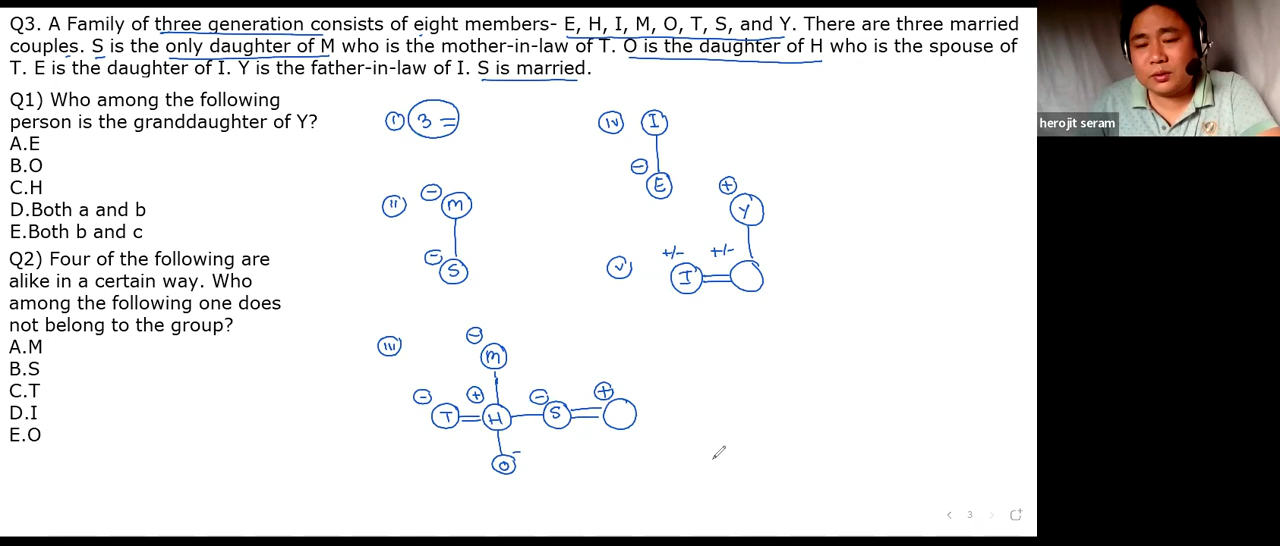 Q3. A Family of three generation consists of eight members- E, H, I, M, O, T, S, and Y. There are three married
couples. S is the only daughter of M who is the mother-in-law of T. O is the daughter of H who is the spouse of
T. E is the daughter of I. Y is the father-in-law of I. S is married.
Q1) Who among the following
person is the granddaughter of Y?
A.E
B.O
C.H
D.Both a and b
E.Both b and c
Q2) Four of the following are
alike in a certain way. Who
among the following one does
not belong to the group?
A.M
B.S
C.T
D.I
E.O
(i) 3 =
(ii) - M
- S
(iii) - M
- T = + H - S = +
O -
(iv) I
- E
+ Y
(v) +/- I = +/-
herojit seram
< 3 >